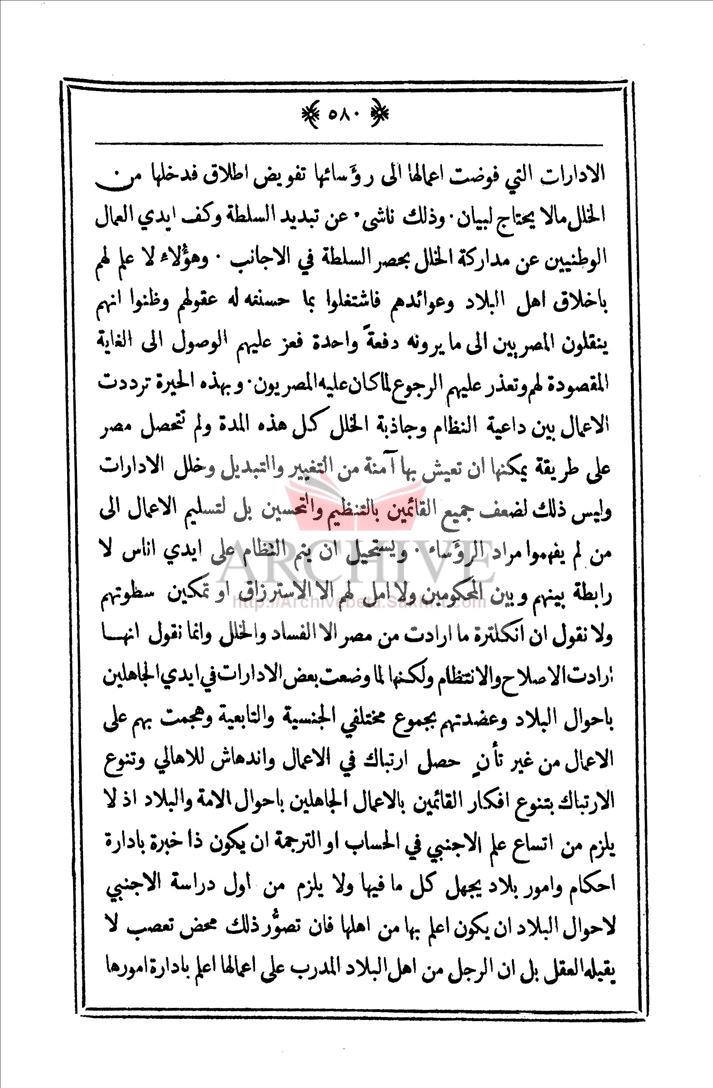 ٥٨٠
الادارات التي فوضت اعمالها الى رؤسائها تفويض اطلاق فدخلها من
الخلل مالا يحتاج لبيان . وذلك ناشى ء عن تبديد السلطة وكف ايدي العمال
الوطنيين عن مداركة الخلل بحصر السلطة في الاجانب . وهؤلاء لا علم لهم
باخلاق اهل البلاد وعوائدهم فاشتغلوا بما حسنته له عقولهم وظنوا انهم
ينقلون المصريين الى ما يرونه دفعةً واحدة فعز عليهم الوصول الى الغاية
المقصودة لهم وتعذر عليهم الرجوع لما كان عليه المصريون . وبهذه الحيرة ترددت
الاعمال بين داعية النظام وجاذبة الخلل كل هذه المدة ولم تتحصل مصر
على طريقة يمكنها ان تعيش بها آمنة من التغيير والتبديل وخلل الادارات
وليس ذلك لضعف جميع القائمين بالتنظيم والتحسين بل لتسليم الاعمال الى
من لم يفهموا مراد الرؤساء . ويستحيل ان يتم النظام على ايدي اناس لا
ARCHIVE
رابطة بينهم وبين المحكومين ولا امل لهم الا الاسترزاق او تمكين سطوتهم
http://Archivebeta.Sakhrit.com
ولا نقول ان انكلترة ما ارادت من مصر الا الفساد والخلل وانما نقول انها
ارادت الاصلاح والانتظام ولكنها لما وضعت بعض الادارات في ايدي الجاهلين
باحوال البلاد وعضدتهم بجموع مختلفي الجنسية والتابعية وهجمت بهم على
الاعمال من غير تأنٍ حصل ارتباك في الاعمال واندهاش للاهالي وتنوع
الارتباك بتنوع افكار القائمين بالاعمال الجاهلين باحوال الامة والبلاد اذ لا
يلزم من اتساع علم الاجنبي في الحساب او الترجمة ان يكون ذا خبرة بادارة
احكام وامور بلاد يجهل كل ما فيها ولا يلزم من اول دراسة الاجنبي
لاحوال البلاد ان يكون اعلم بها من اهلها فان تصوُّر ذلك محض تعصب لا
يقبله العقل بل ان الرجل من اهل البلاد المدرب على اعمالها اعلم بادارة امورها